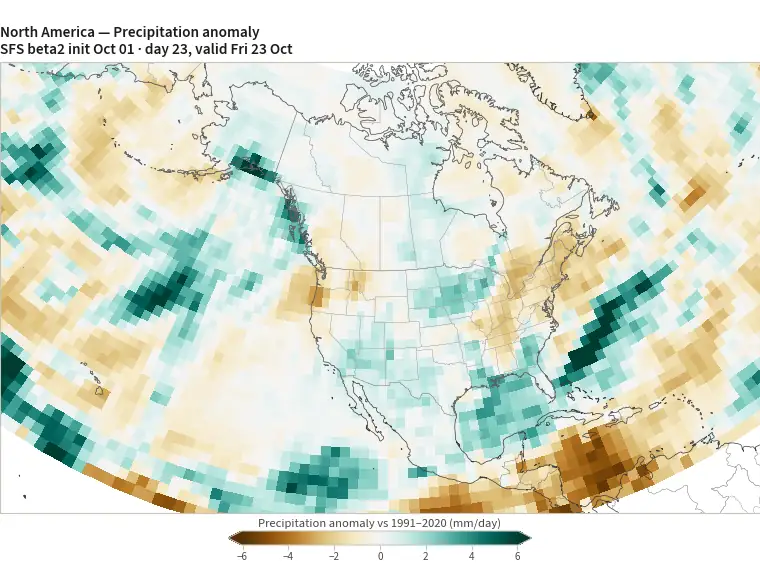 North America — Precipitation anomaly
SFS beta2 init Oct 01 · day 23, valid Fri 23 Oct
Precipitation anomaly vs 1991–2020 (mm/day)
−6 −4 −2 0 2 4 6